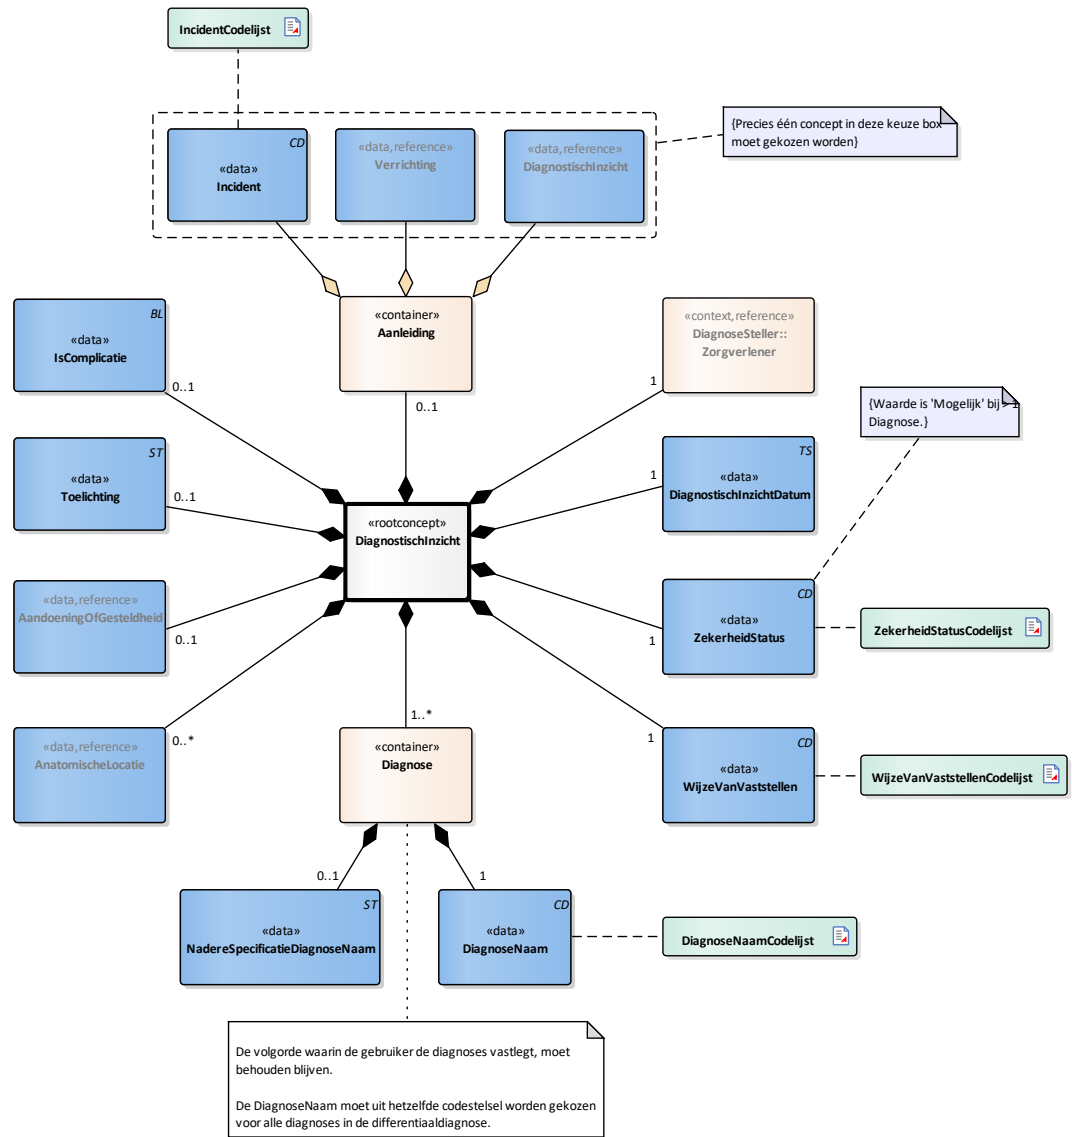 IncidentCodelijst
CD
«data»
Incident
«data,reference»
Verrichting
«data,reference»
DiagnostischInzicht
{Precies één concept in deze keuze box
moet gekozen worden}
«container»
Aanleiding
0..1
BL
«data»
IsComplicatie
0..1
«context,reference»
DiagnoseSteller::
Zorgverlener
1
{Waarde is 'Mogelijk' bij > 1
Diagnose.}
ST
«data»
Toelichting
0..1
TS
«data»
DiagnostischInzichtDatum
1
«rootconcept»
DiagnostischInzicht
«data,reference»
AandoeningOfGesteldheid
0..1
CD
«data»
ZekerheidStatus
1
ZekerheidStatusCodelijst
«data,reference»
AnatomischeLocatie
0..*
1..*
«container»
Diagnose
CD
«data»
WijzeVanVaststellen
1
WijzeVanVaststellenCodelijst
0..1
1
ST
«data»
NadereSpecificatieDiagnoseNaam
CD
«data»
DiagnoseNaam
DiagnoseNaamCodelijst
De volgorde waarin de gebruiker de diagnoses vastlegt, moet
behouden blijven.
De DiagnoseNaam moet uit hetzelfde codestelsel worden gekozen
voor alle diagnoses in de differentiaaldiagnose.